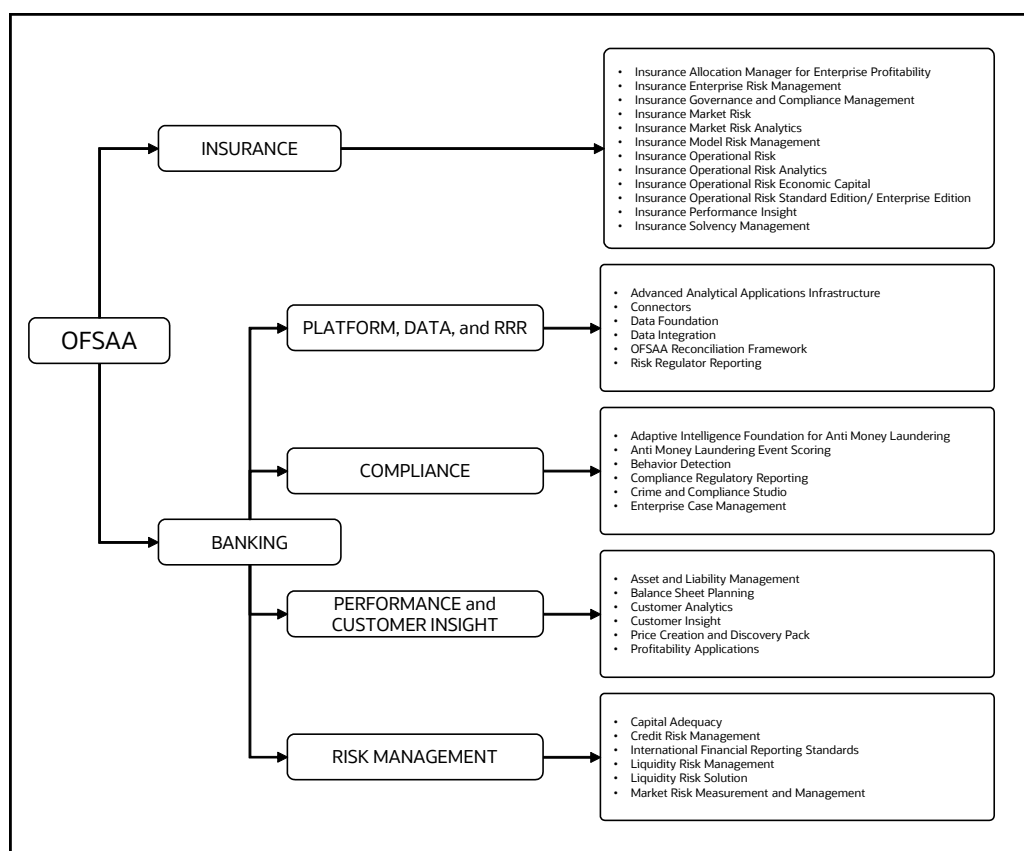 OFSAA
INSURANCE
• Insurance Allocation Manager for Enterprise Profitability
• Insurance Enterprise Risk Management
• Insurance Governance and Compliance Management
• Insurance Market Risk
• Insurance Market Risk Analytics
• Insurance Model Risk Management
• Insurance Operational Risk
• Insurance Operational Risk Analytics
• Insurance Operational Risk Economic Capital
• Insurance Operational Risk Standard Edition/ Enterprise Edition
• Insurance Performance Insight
• Insurance Solvency Management
BANKING
PLATFORM, DATA, and RRR
• Advanced Analytical Applications Infrastructure
• Connectors
• Data Foundation
• Data Integration
• OFSAA Reconciliation Framework
• Risk Regulator Reporting
COMPLIANCE
• Adaptive Intelligence Foundation for Anti Money Laundering
• Anti Money Laundering Event Scoring
• Behavior Detection
• Compliance Regulatory Reporting
• Crime and Compliance Studio
• Enterprise Case Management
PERFORMANCE and
CUSTOMER INSIGHT
• Asset and Liability Management
• Balance Sheet Planning
• Customer Analytics
• Customer Insight
• Price Creation and Discovery Pack
• Profitability Applications
RISK MANAGEMENT
• Capital Adequacy
• Credit Risk Management
• International Financial Reporting Standards
• Liquidity Risk Management
• Liquidity Risk Solution
• Market Risk Measurement and Management